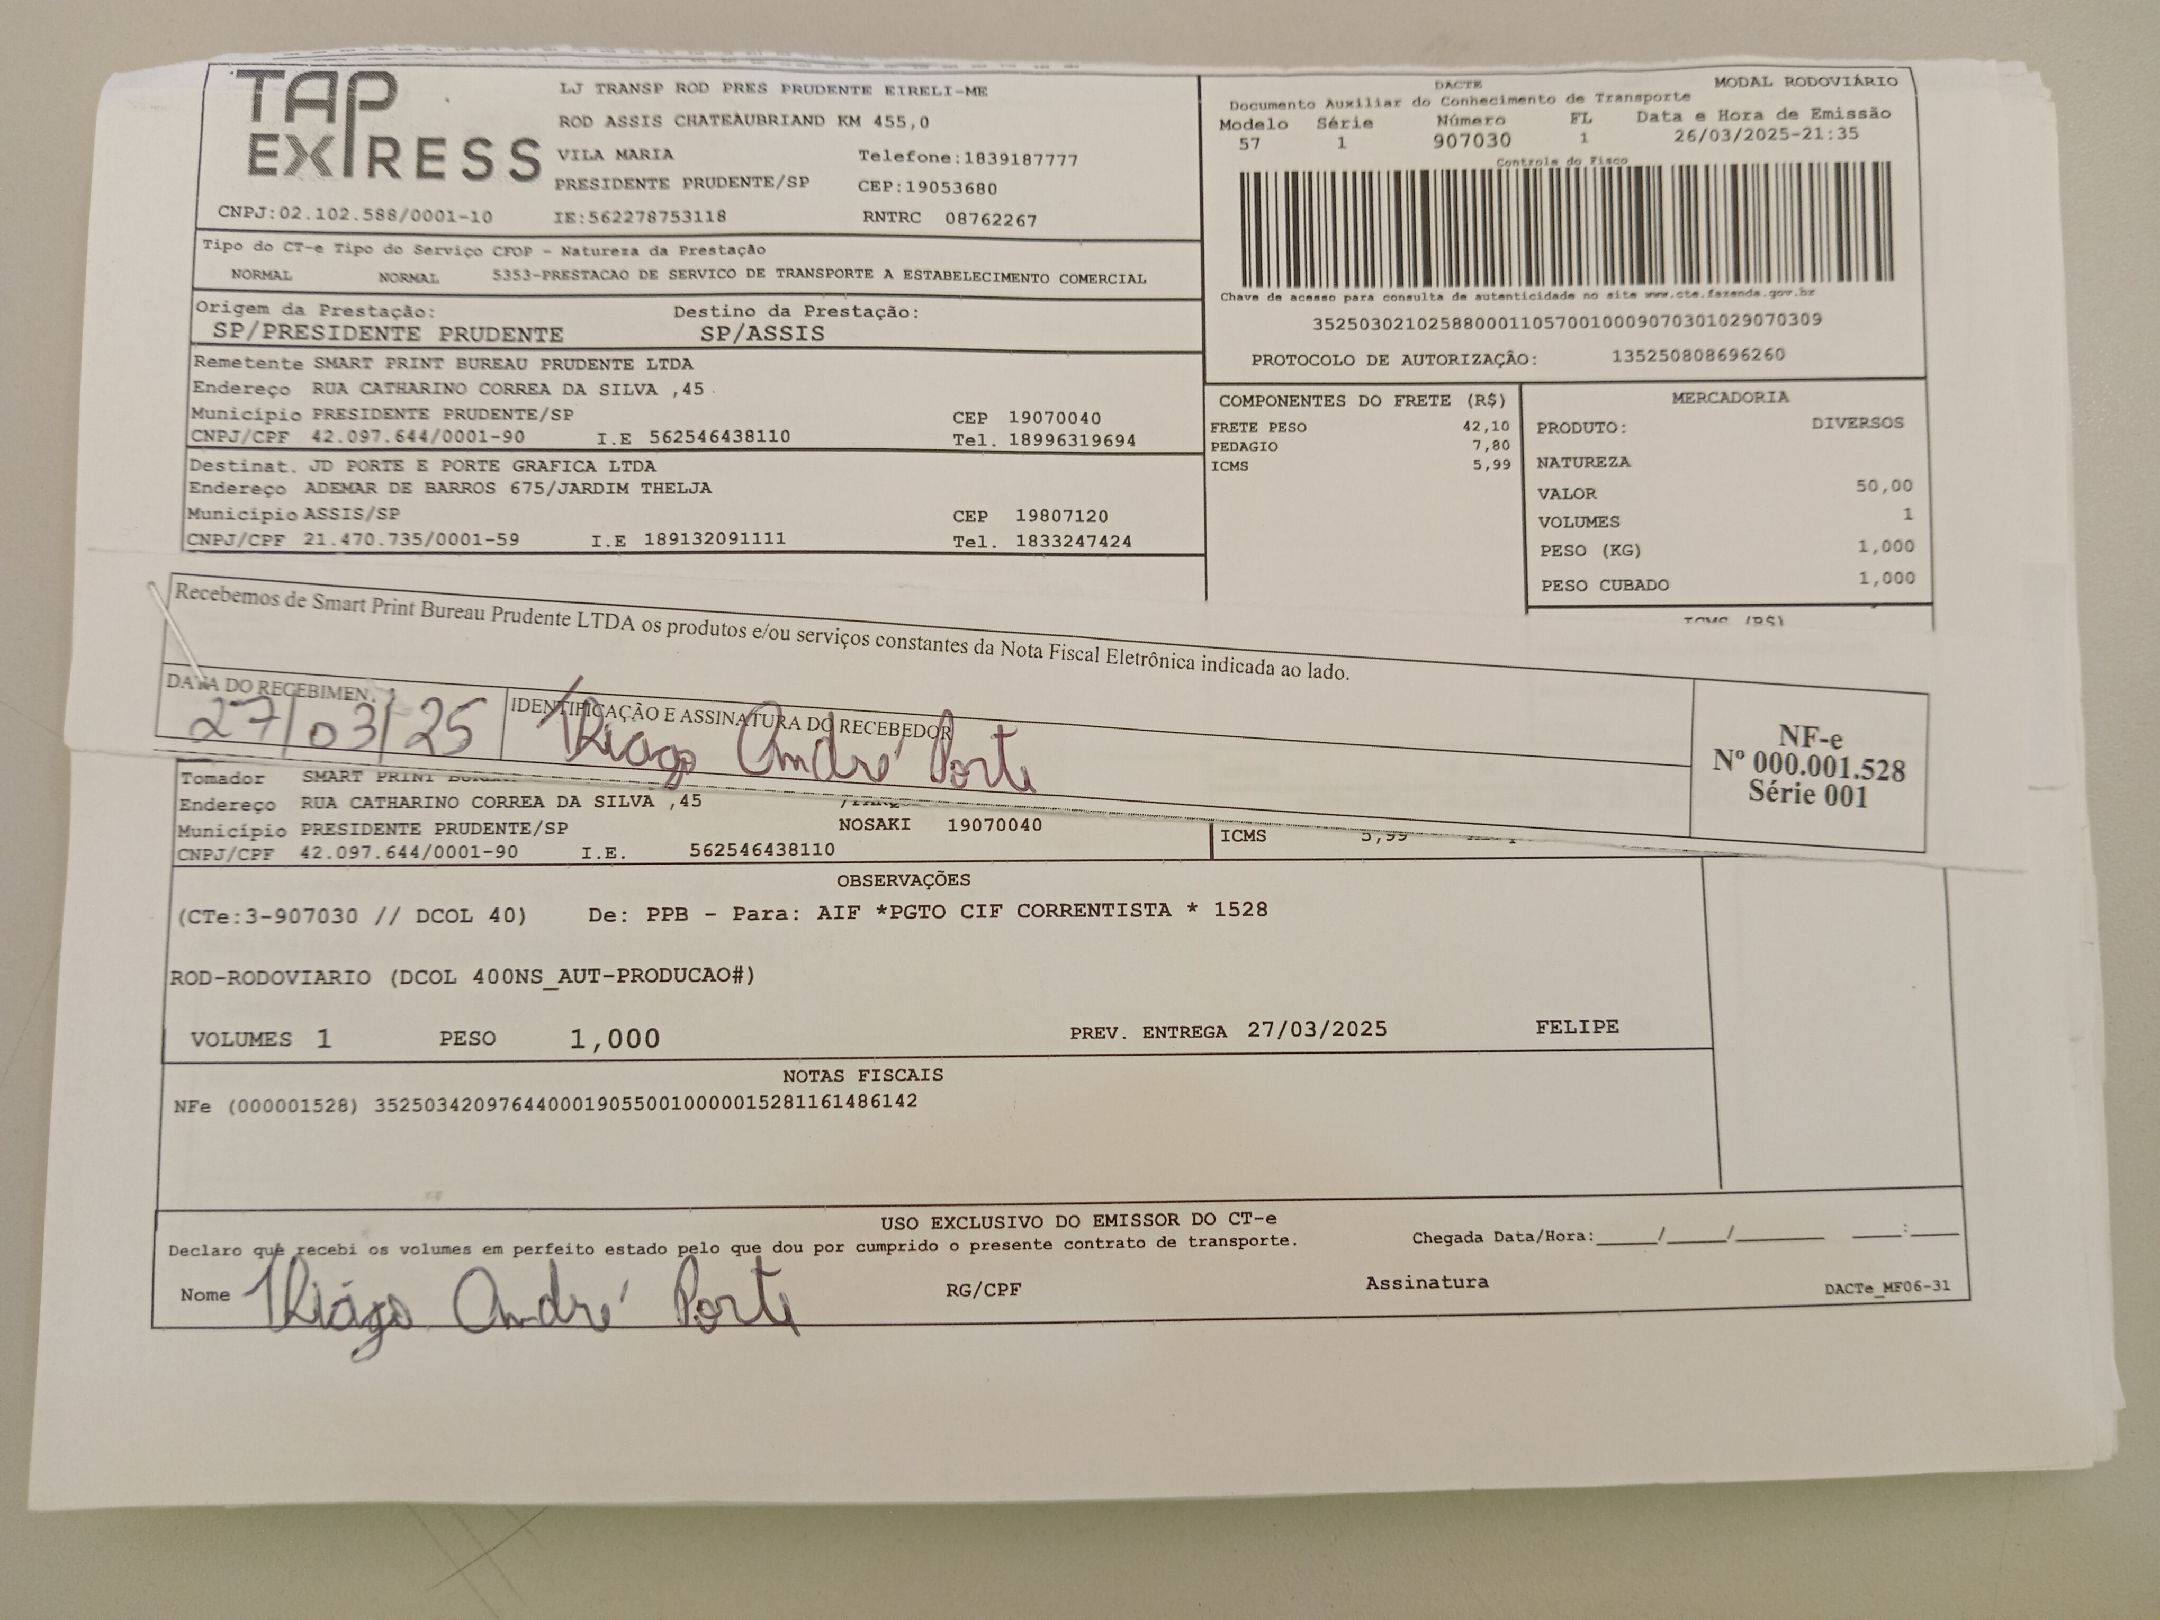 TAP EXPRESS
LJ TRANSP ROD PRES PRUDENTE EIRELI-ME
ROD ASSIS CHATEAUBRIAND KM 455,0
VILA MARIA Telefone:1839187777
PRESIDENTE PRUDENTE/SP CEP:19053680
CNPJ:02.102.588/0001-10 IE:562278753118 RNTRC 08762267
DACTE MODAL RODOVIÁRIO
Documento Auxiliar do Conhecimento de Transporte
Modelo Série Número FL Data e Hora de Emissão
57 1 907030 1 26/03/2025-21:35
Controle do Fisco
Chave de acesso para consulta de autenticidade no site www.cte.fazenda.gov.br
35250302102588000110570010009070301029070309
PROTOCOLO DE AUTORIZAÇÃO: 135250808696260
Tipo do CT-e Tipo do Serviço CFOP - Natureza da Prestação
NORMAL NORMAL 5353-PRESTACAO DE SERVICO DE TRANSPORTE A ESTABELECIMENTO COMERCIAL
Origem da Prestação: Destino da Prestação:
SP/PRESIDENTE PRUDENTE SP/ASSIS
Remetente SMART PRINT BUREAU PRUDENTE LTDA
Endereço RUA CATHARINO CORREA DA SILVA ,45
Município PRESIDENTE PRUDENTE/SP CEP 19070040
CNPJ/CPF 42.097.644/0001-90 I.E 562546438110 Tel. 18996319694
Destinat. JD PORTE E PORTE GRAFICA LTDA
Endereço ADEMAR DE BARROS 675/JARDIM THELJA
Município ASSIS/SP CEP 19807120
CNPJ/CPF 21.470.735/0001-59 I.E 189132091111 Tel. 1833247424
COMPONENTES DO FRETE (R$)
FRETE PESO 42,10
PEDAGIO 7,80
ICMS 5,99
MERCADORIA
PRODUTO: DIVERSOS
NATUREZA
VALOR 50,00
VOLUMES 1
PESO (KG) 1,000
PESO CUBADO 1,000
ICMS (R$)
Recebemos de Smart Print Bureau Prudente LTDA os produtos e/ou serviços constantes da Nota Fiscal Eletrônica indicada ao lado.
DATA DO RECEBIMEN IDENTIFICAÇÃO E ASSINATURA DO RECEBEDOR
27/03/25 Thiago André Porte
NF-e
Nº 000.001.528
Série 001
Tomador SMART PRINT
Endereço RUA CATHARINO CORREA DA SILVA ,45
Município PRESIDENTE PRUDENTE/SP NOSAKI 19070040
CNPJ/CPF 42.097.644/0001-90 I.E. 562546438110
ICMS 5,99
OBSERVAÇÕES
(CTe:3-907030 // DCOL 40) De: PPB - Para: AIF *PGTO CIF CORRENTISTA * 1528
ROD-RODOVIARIO (DCOL 400NS_AUT-PRODUCAO#)
VOLUMES 1 PESO 1,000 PREV. ENTREGA 27/03/2025 FELIPE
NOTAS FISCAIS
NFe (000001528) 35250342097644000190550010000015281161486142
USO EXCLUSIVO DO EMISSOR DO CT-e
Declaro que recebi os volumes em perfeito estado pelo que dou por cumprido o presente contrato de transporte. Chegada Data/Hora:_____/_____/________ ____:____
Nome Thiago André Porte RG/CPF Assinatura DACTe_MF06-31